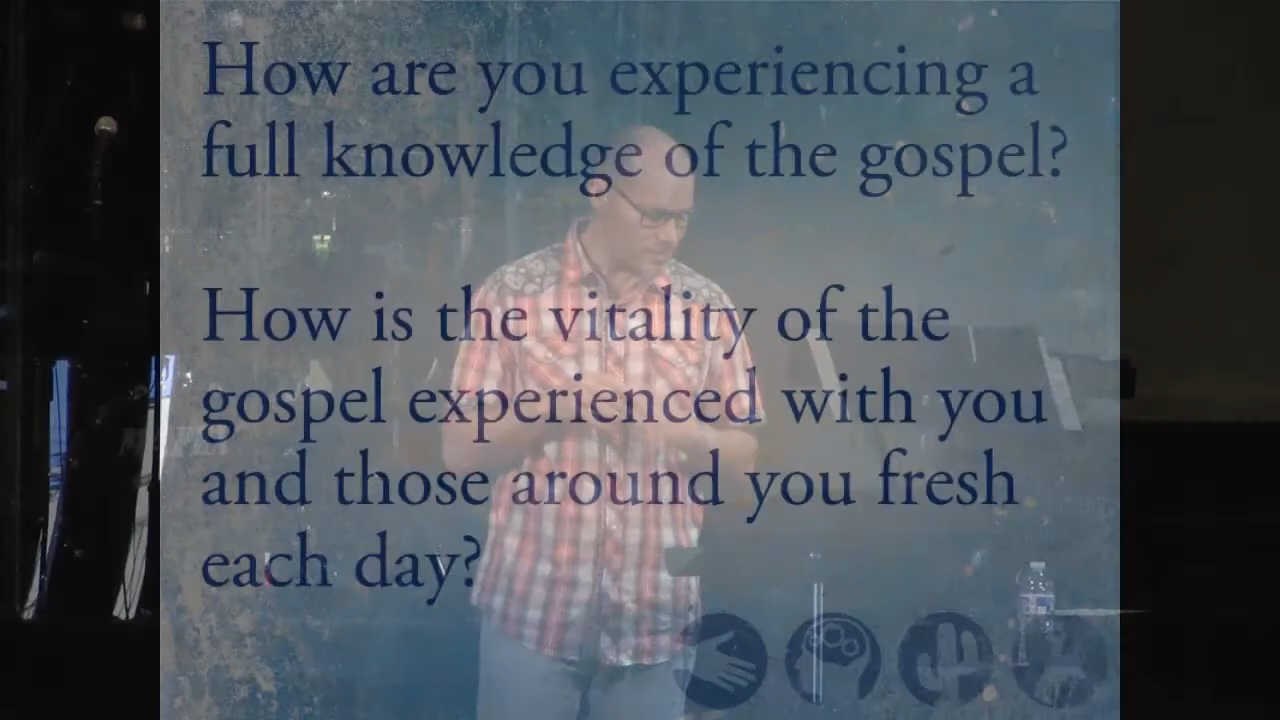 How are you experiencing a
full knowledge of the gospel?
How is the vitality of the
gospel experienced with you
and those around you fresh
each day?